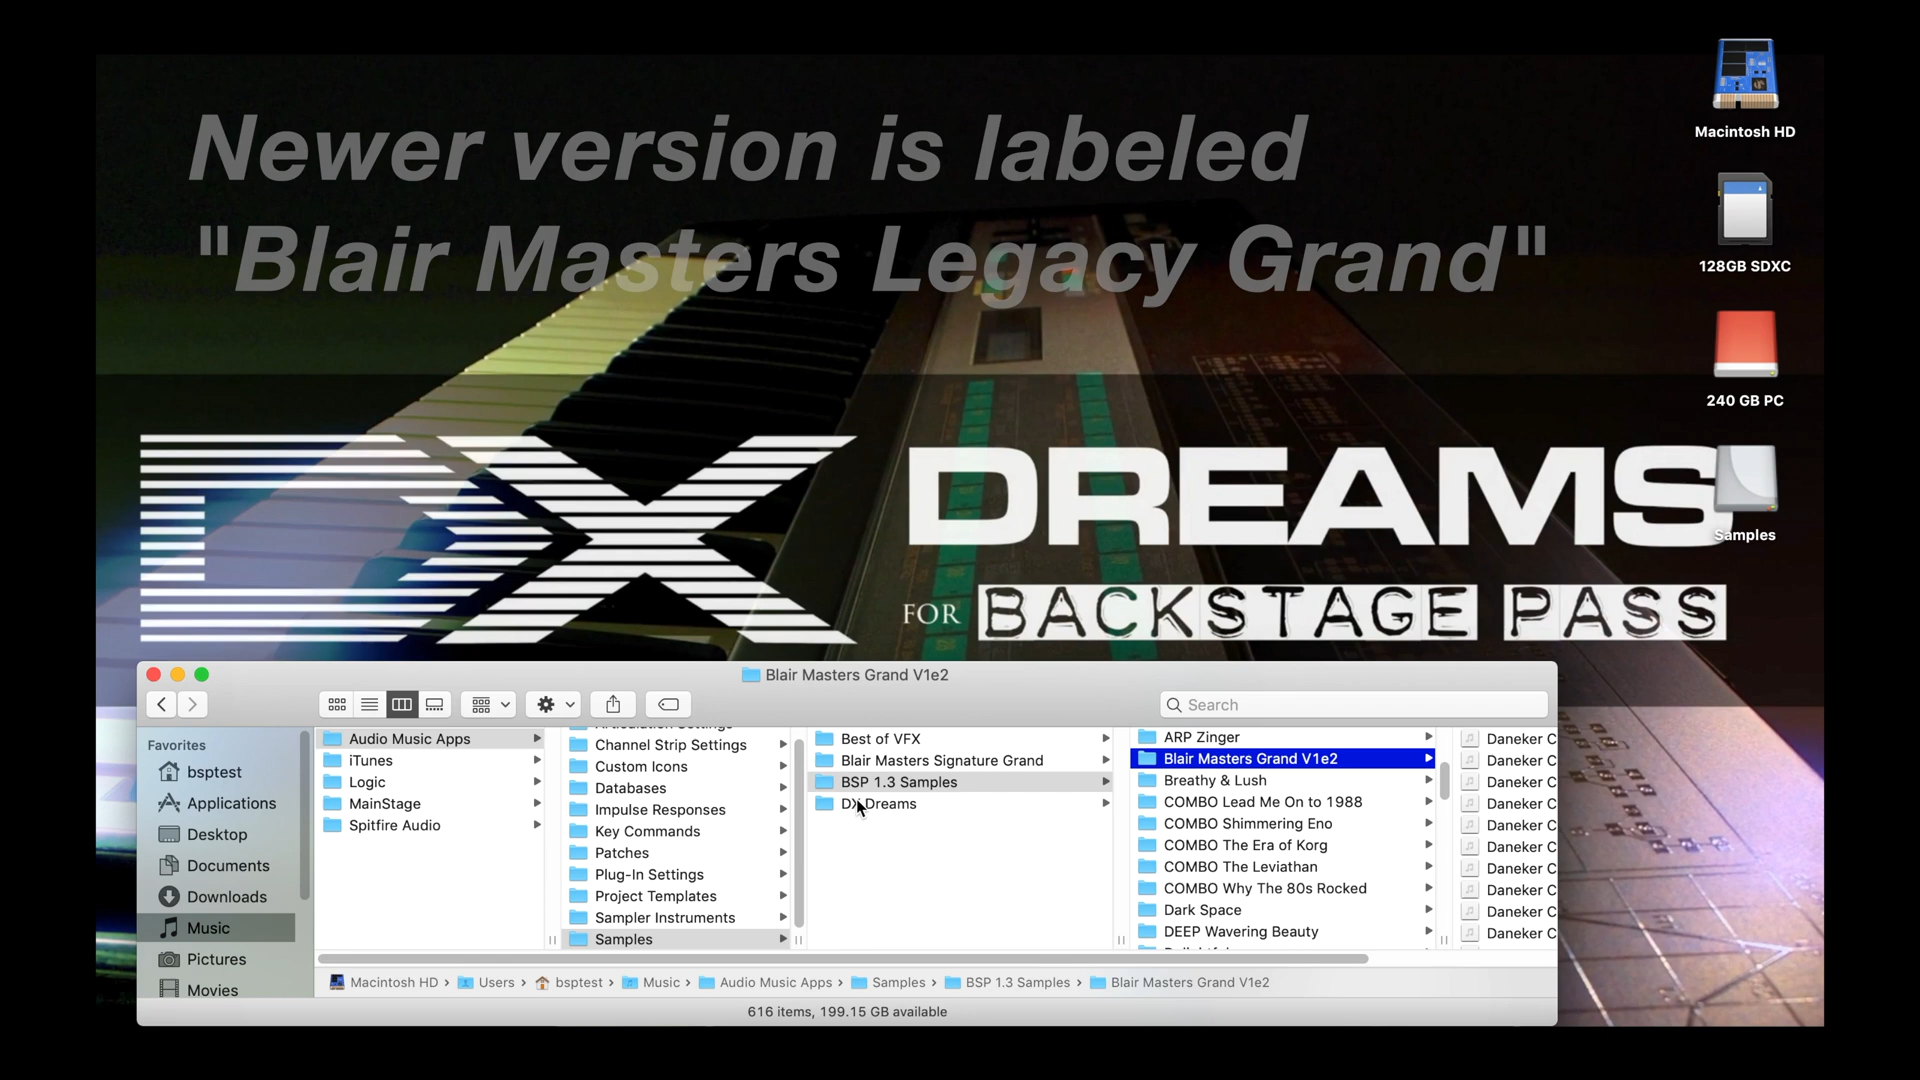 Newer version is labeled
"Blair Masters Legacy Grand"
Macintosh HD
128GB SDXC
240 GB PC
Samples
DX DREAMS
FOR BACKSTAGE PASS
Blair Masters Grand V1e2
Search
Favorites
bsptest
Applications
Desktop
Documents
Downloads
Music
Pictures
Movies
Audio Music Apps
iTunes
Logic
MainStage
Spitfire Audio
Channel Strip Settings
Custom Icons
Databases
Impulse Responses
Key Commands
Patches
Plug-In Settings
Project Templates
Sampler Instruments
Samples
Best of VFX
Blair Masters Signature Grand
BSP 1.3 Samples
DX Dreams
ARP Zinger
Blair Masters Grand V1e2
Breathy & Lush
COMBO Lead Me On to 1988
COMBO Shimmering Eno
COMBO The Era of Korg
COMBO The Leviathan
COMBO Why The 80s Rocked
Dark Space
DEEP Wavering Beauty
Daneker C
Daneker C
Daneker C
Daneker C
Daneker C
Daneker C
Daneker C
Daneker C
Daneker C
Daneker C
Macintosh HD › Users › bsptest › Music › Audio Music Apps › Samples › BSP 1.3 Samples › Blair Masters Grand V1e2
616 items, 199.15 GB available